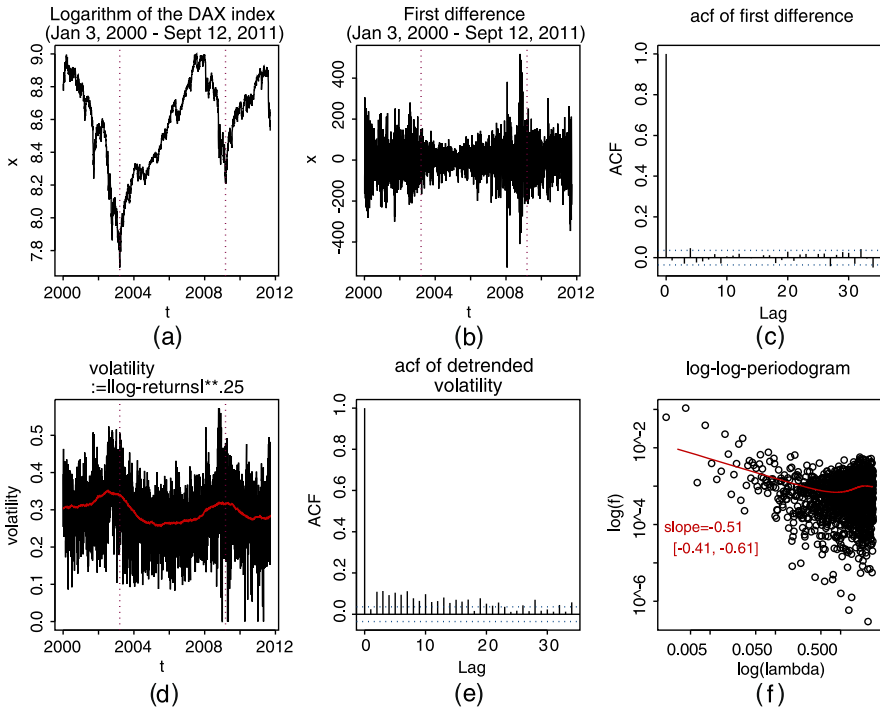 Logarithm of the DAX index
(Jan 3, 2000 - Sept 12, 2011)
x
9.0
8.8
8.6
8.4
8.2
8.0
7.8
2000 2004 2008 2012
t
(a)
First difference
(Jan 3, 2000 - Sept 12, 2011)
x
400
200
0
-200
-400
2000 2004 2008 2012
t
(b)
acf of first difference
ACF
1.0
0.8
0.6
0.4
0.2
0.0
0 10 20 30
Lag
(c)
volatility
:=|log-returns|**.25
volatility
0.5
0.4
0.3
0.2
0.1
0.0
2000 2004 2008 2012
t
(d)
acf of detrended
volatility
ACF
1.0
0.8
0.6
0.4
0.2
0.0
0 10 20 30
Lag
(e)
log-log-periodogram
log(f)
10^-2
10^-4
10^-6
slope=-0.51
[-0.41, -0.61]
0.005 0.050 0.500
log(lambda)
(f)